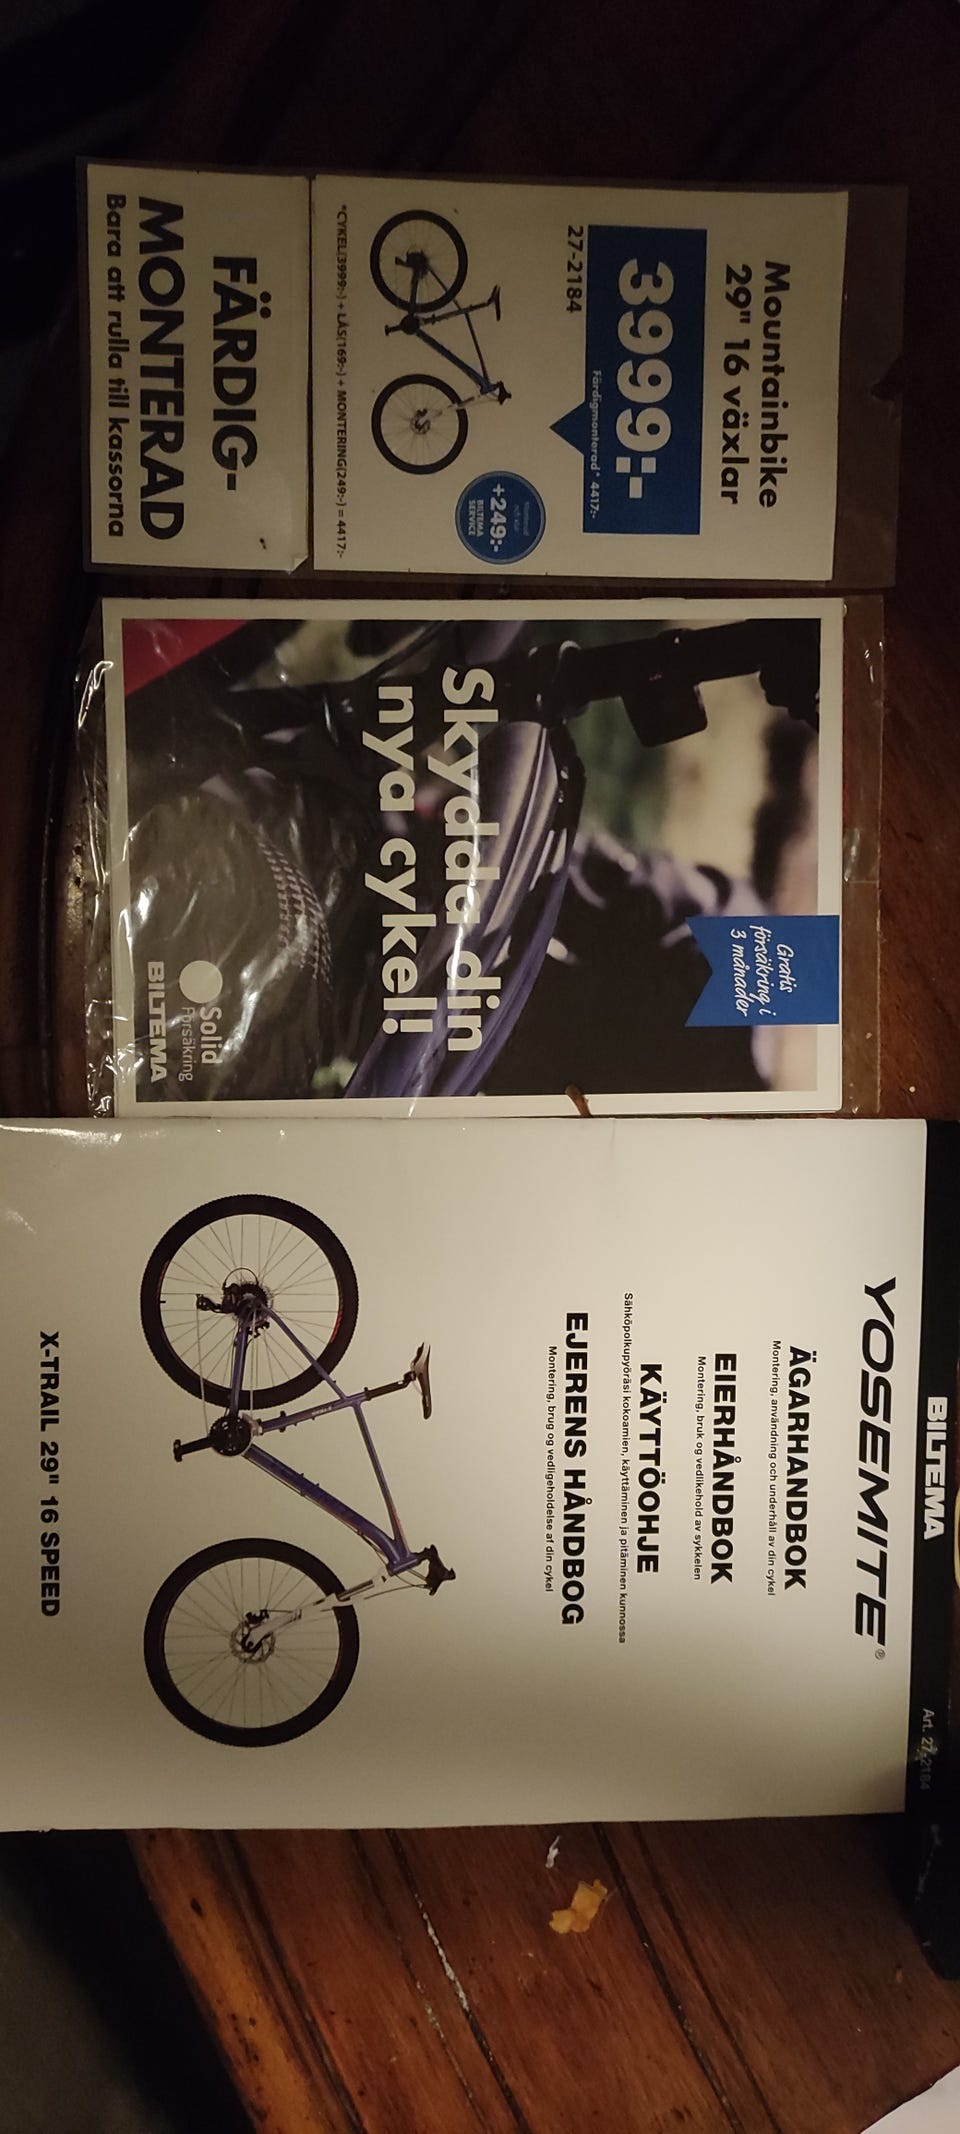 Mountainbike
29" 16 växlar
3999:-
Färdigmonterad* 4417:-
27-2184
+249:-
BILTEMA
SERVICE
*CYKEL(3999:-) + LÅS(169:-) + MONTERING(249:-) = 4417:-
FÄRDIG-
MONTERAD
Bara att rulla till kassorna
Gratis
försäkring i
3 månader
Skydda din
nya cykel!
Solid
Försäkring
BILTEMA
BILTEMA
Art. 27-2184
YOSEMITE®
ÄGARHANDBOK
Montering, användning och underhåll av din cykel
EIERHÅNDBOK
Montering, bruk og vedlikehold av sykkelen
KÄYTTÖOHJE
Sähköpolkupyöräsi kokoamien, käyttäminen ja pitäminen kunnossa
EJERENS HÅNDBOG
Montering, brug og vedligeholdelse af din cykel
X-TRAIL 29" 16 SPEED